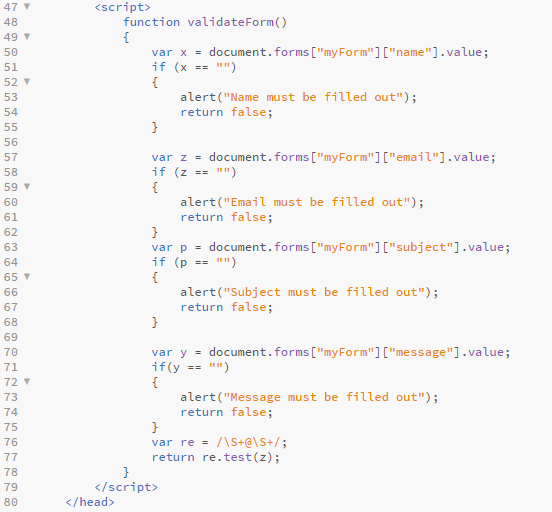 47 <script>
48 function validateForm()
49 {
50 var x = document.forms["myForm"]["name"].value;
51 if (x == "")
52 {
53 alert("Name must be filled out");
54 return false;
55 }
56
57 var z = document.forms["myForm"]["email"].value;
58 if (z == "")
59 {
60 alert("Email must be filled out");
61 return false;
62 }
63 var p = document.forms["myForm"]["subject"].value;
64 if (p == "")
65 {
66 alert("Subject must be filled out");
67 return false;
68 }
69
70 var y = document.forms["myForm"]["message"].value;
71 if(y == "")
72 {
73 alert("Message must be filled out");
74 return false;
75 }
76 var re = /\S+@\S+/;
77 return re.test(z);
78 }
79 </script>
80 </head>